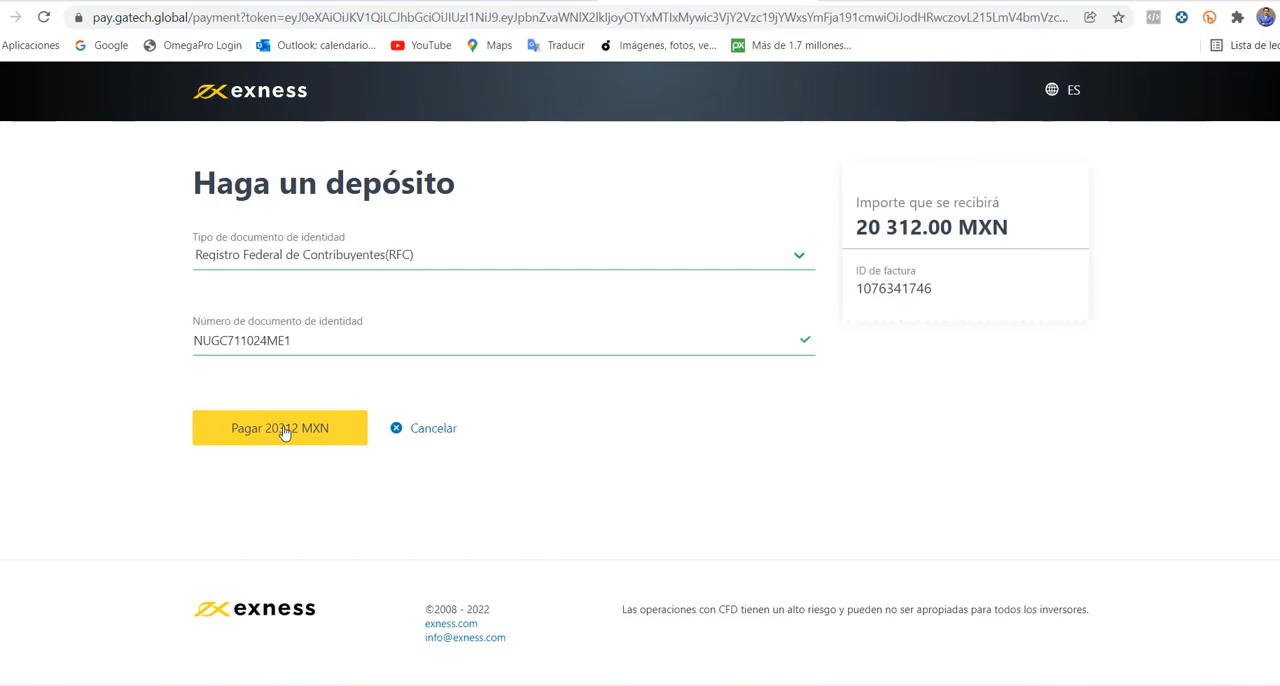 pay.gatech.global/payment?token=eyJ0eXAiOiJKV1QiLCJhbGciOiJIUzI1NiJ9.eyJpbnZvaWNlX2lkIjoyOTYxMTIxMywic3VjY2Vzc19jYWxsYmFja191cmwiOiJodHRwczovL215LmV4bmVzc...
Aplicaciones Google OmegaPro Login Outlook: calendario... YouTube Maps Traducir Imágenes, fotos, ve... Más de 1.7 millones... Lista de lec
exness ES
Haga un depósito
Tipo de documento de identidad
Registro Federal de Contribuyentes(RFC)
Número de documento de identidad
NUGC711024ME1
Pagar 20312 MXN Cancelar
Importe que se recibirá
20 312.00 MXN
ID de factura
1076341746
exness
©2008 - 2022
exness.com
info@exness.com
Las operaciones con CFD tienen un alto riesgo y pueden no ser apropiadas para todos los inversores.